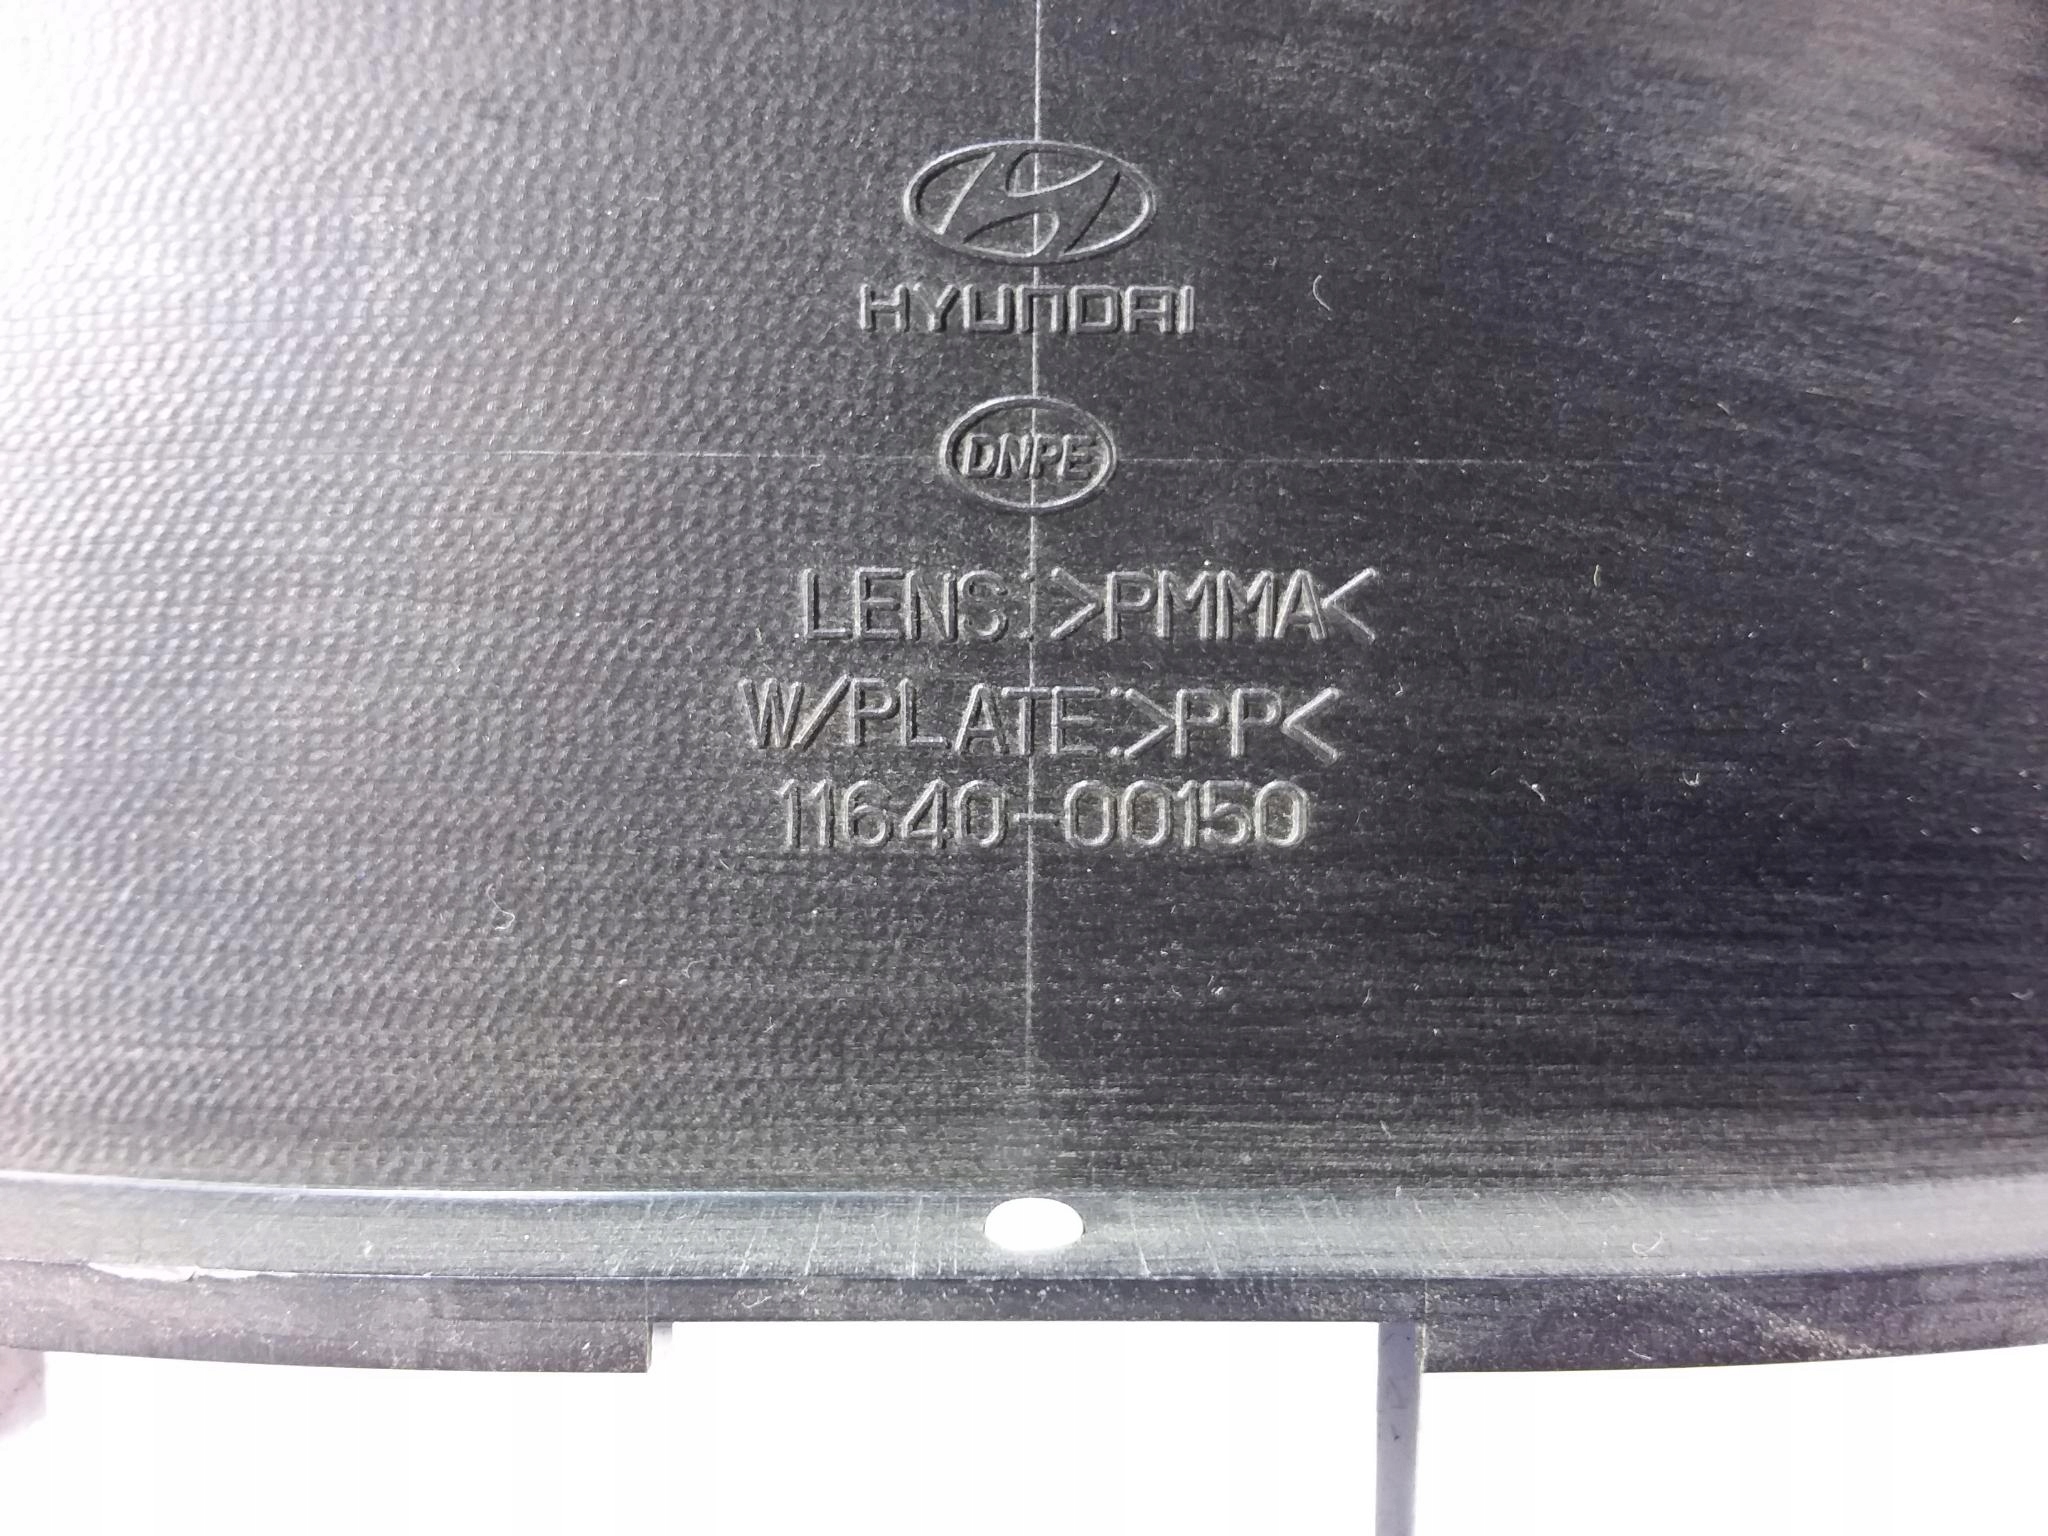 HYUNDAI
DNPE
LENS:>PMMA<
W/PLATE:>PP<
11640-00150